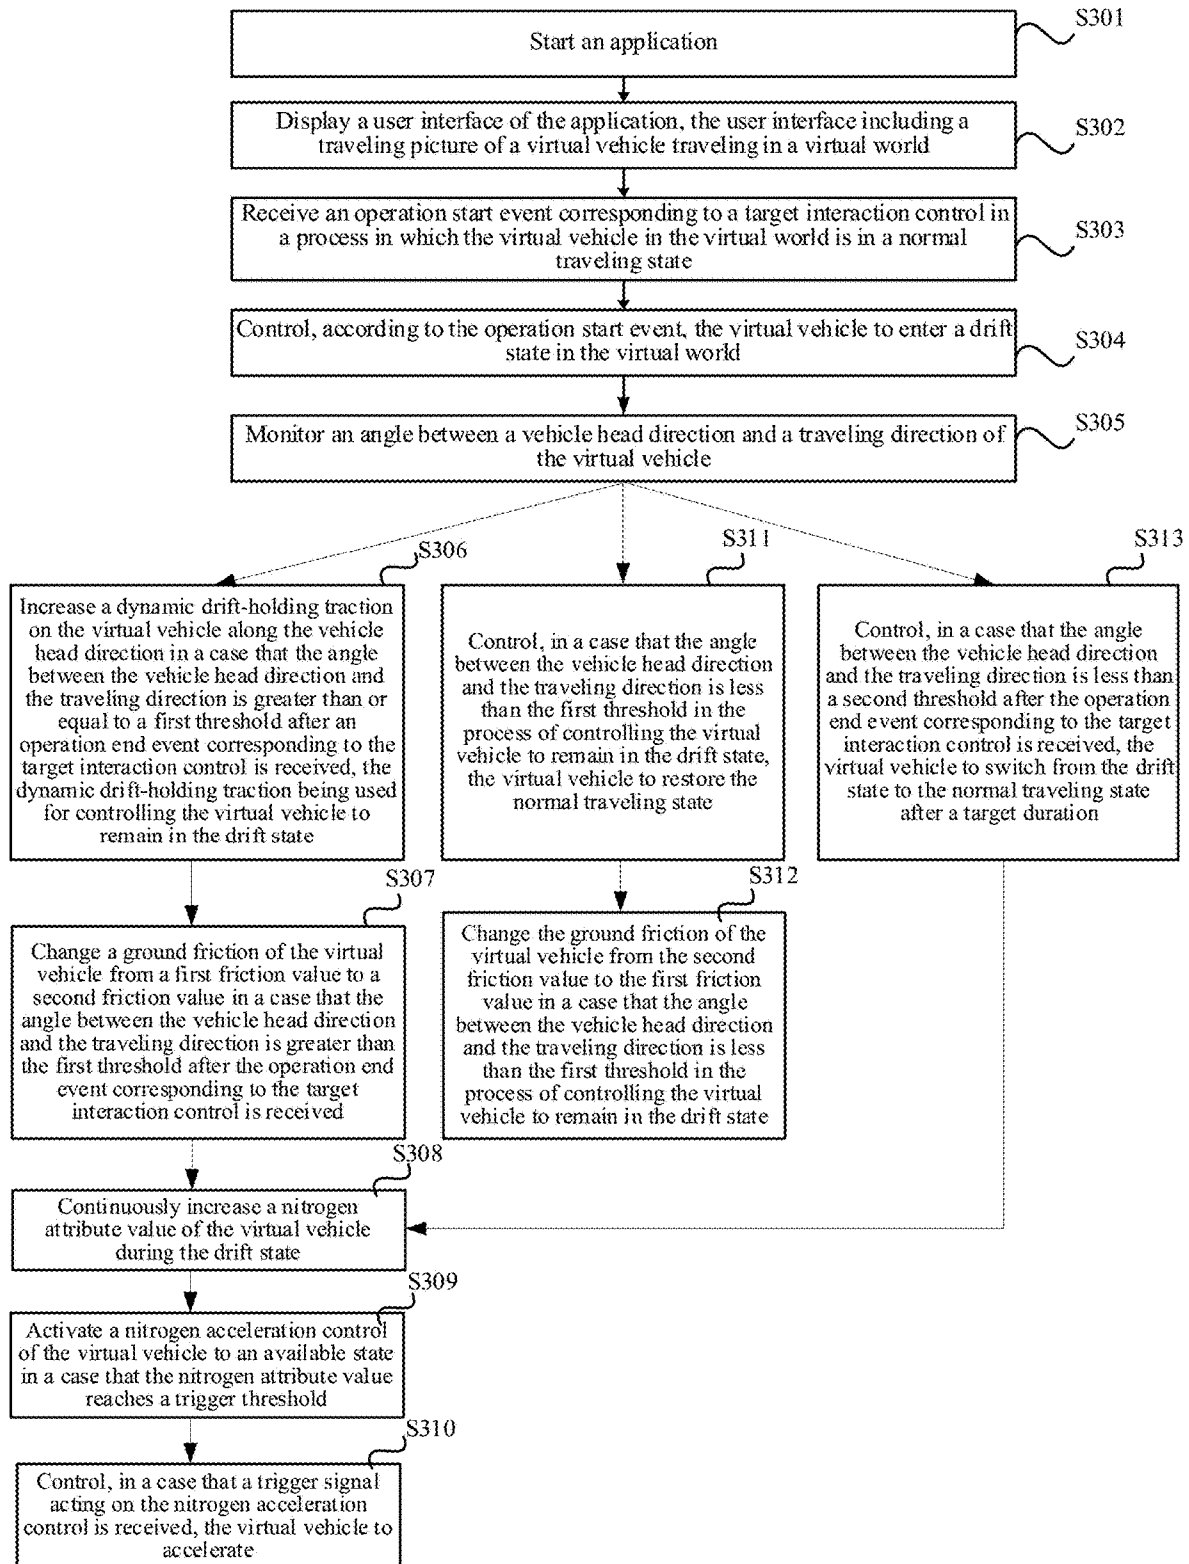 S301
Start an application
S302
Display a user interface of the application, the user interface including a
traveling picture of a virtual vehicle traveling in a virtual world
S303
Receive an operation start event corresponding to a target interaction control in
a process in which the virtual vehicle in the virtual world is in a normal
traveling state
S304
Control, according to the operation start event, the virtual vehicle to enter a drift
state in the virtual world
S305
Monitor an angle between a vehicle head direction and a traveling direction of
the virtual vehicle
S306
Increase a dynamic drift-holding traction
on the virtual vehicle along the vehicle
head direction in a case that the angle
between the vehicle head direction and
the traveling direction is greater than or
equal to a first threshold after an
operation end event corresponding to the
target interaction control is received, the
dynamic drift-holding traction being used
for controlling the virtual vehicle to
remain in the drift state
S311
Control, in a case that the angle
between the vehicle head direction
and the traveling direction is less
than the first threshold in the
process of controlling the virtual
vehicle to remain in the drift state,
the virtual vehicle to restore the
normal traveling state
S313
Control, in a case that the angle
between the vehicle head direction
and the traveling direction is less than
a second threshold after the operation
end event corresponding to the target
interaction control is received, the
virtual vehicle to switch from the drift
state to the normal traveling state
after a target duration
S307
Change a ground friction of the virtual
vehicle from a first friction value to a
second friction value in a case that the
angle between the vehicle head direction
and the traveling direction is greater than
the first threshold after the operation end
event corresponding to the target
interaction control is received
S312
Change the ground friction of the
virtual vehicle from the second
friction value to the first friction
value in a case that the angle
between the vehicle head direction
and the traveling direction is less
than the first threshold in the
process of controlling the virtual
vehicle to remain in the drift state
S308
Continuously increase a nitrogen
attribute value of the virtual vehicle
during the drift state
S309
Activate a nitrogen acceleration control
of the virtual vehicle to an available state
in a case that the nitrogen attribute value
reaches a trigger threshold
S310
Control, in a case that a trigger signal
acting on the nitrogen acceleration
control is received, the virtual vehicle to
accelerate